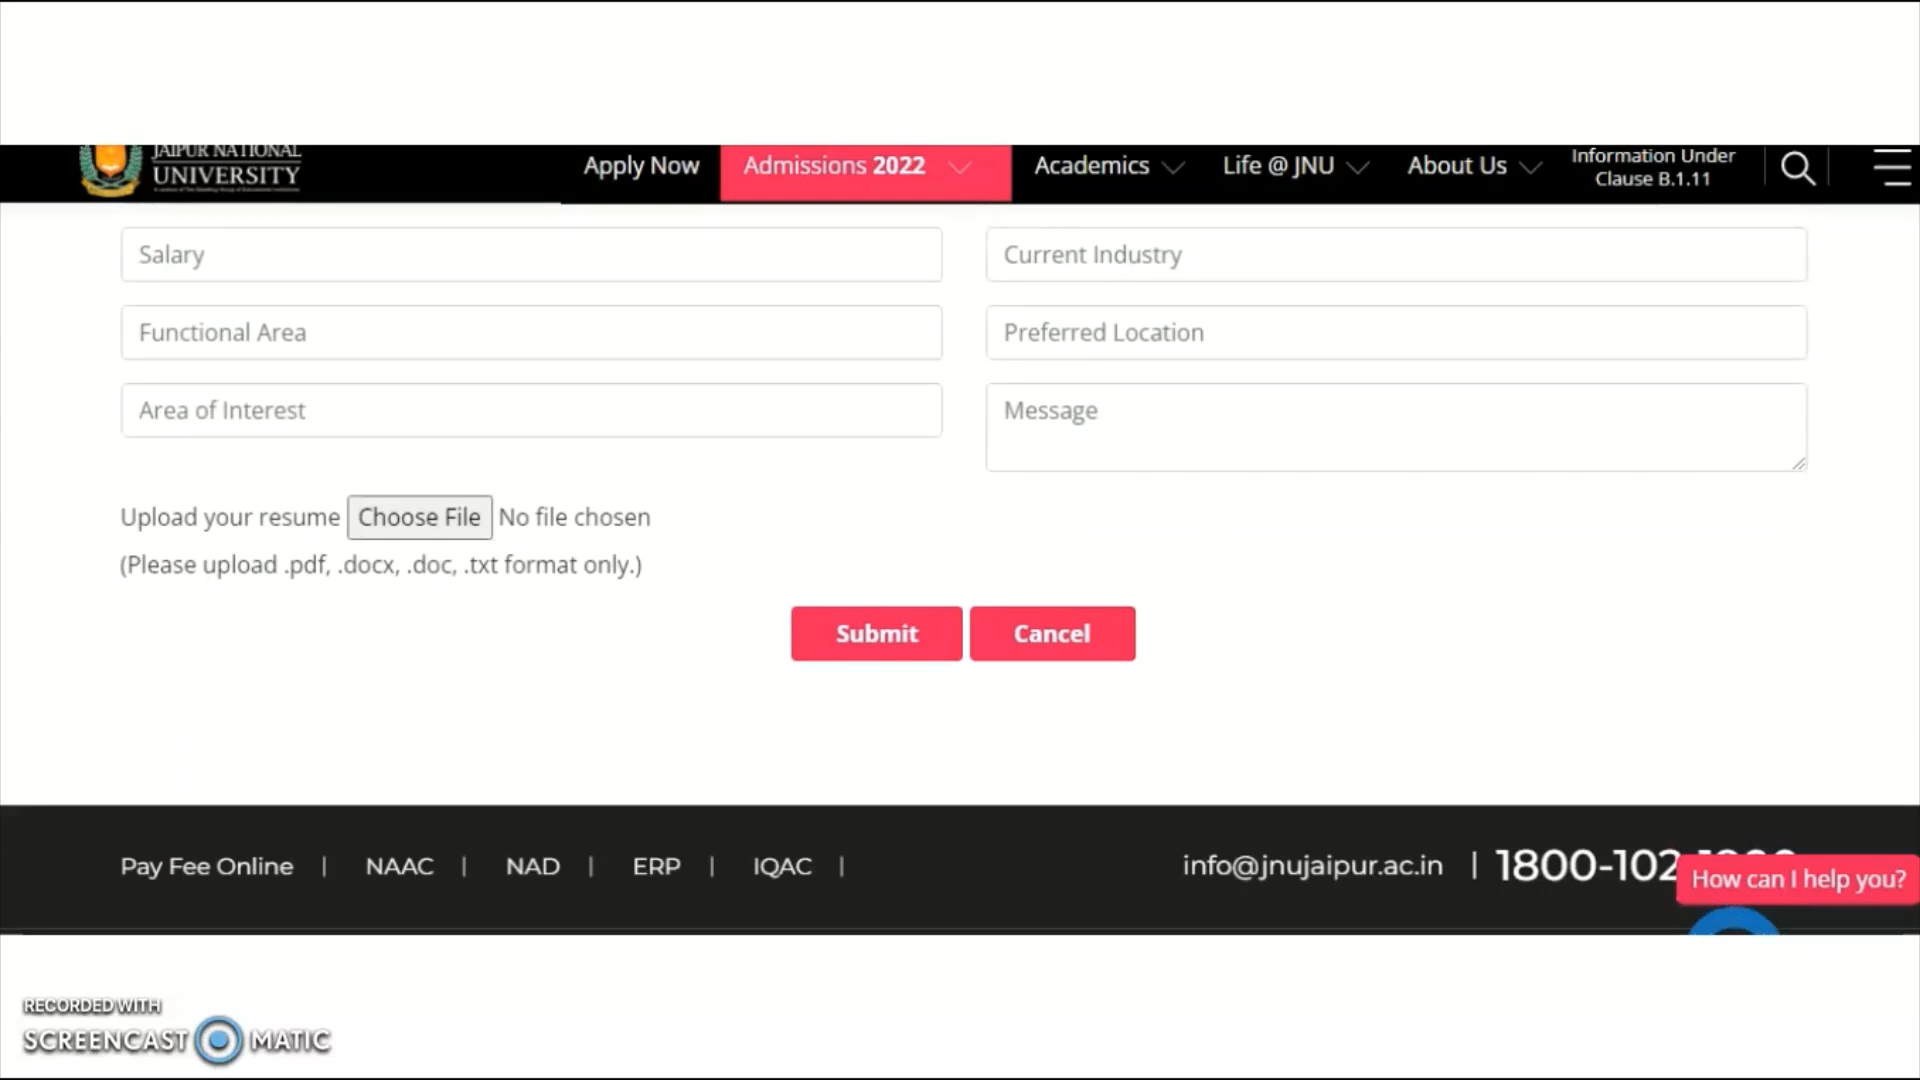 JAIPUR NATIONAL
UNIVERSITY
Apply Now
Admissions 2022
Academics
Life @ JNU
About Us
Information Under
Clause B.1.11
Salary
Current Industry
Functional Area
Preferred Location
Area of Interest
Message
Upload your resume Choose File No file chosen
(Please upload .pdf, .docx, .doc, .txt format only.)
Submit
Cancel
Pay Fee Online | NAAC | NAD | ERP | IQAC |
info@jnujaipur.ac.in | 1800-102
How can I help you?
RECORDED WITH
SCREENCAST MATIC